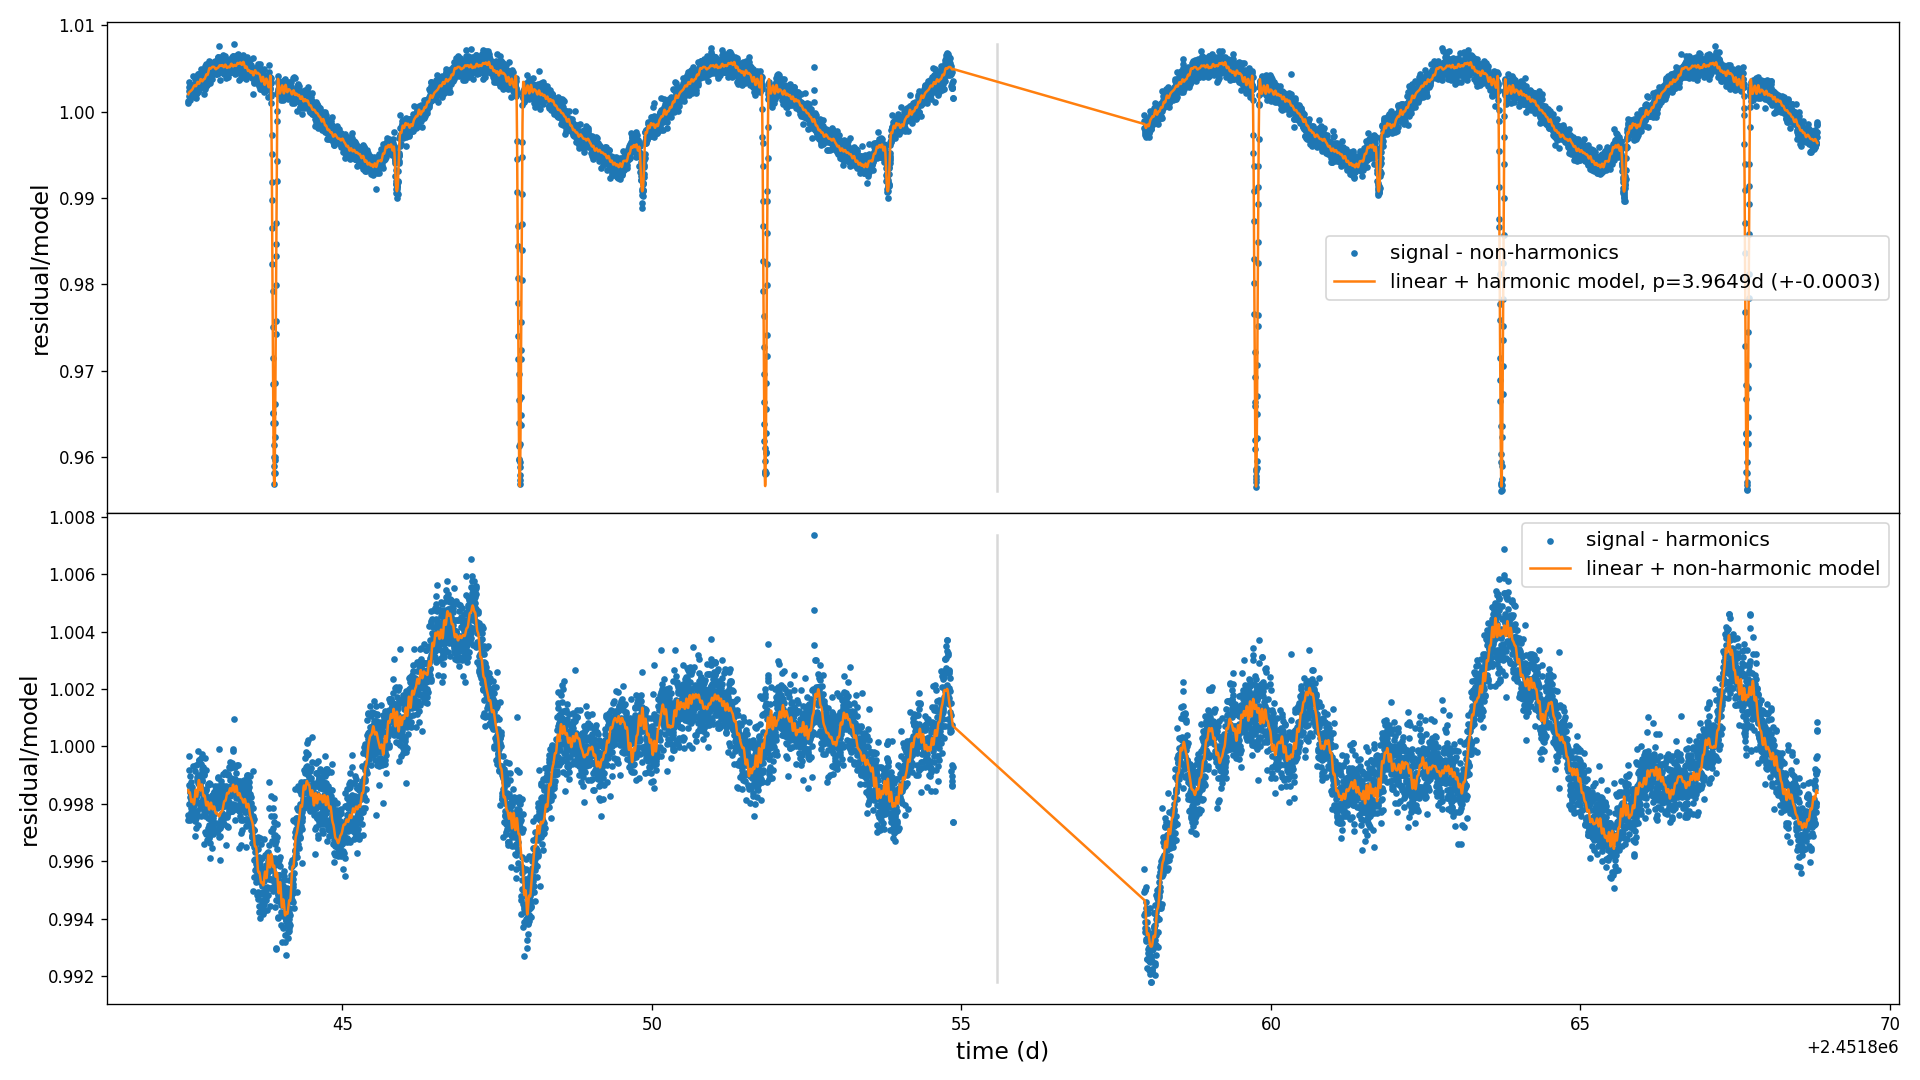 1.01
1.00
0.99
0.98
0.97
0.96
residual/model
signal - non-harmonics
linear + harmonic model, p=3.9649d (+-0.0003)
1.008
1.006
1.004
1.002
1.000
0.998
0.996
0.994
0.992
residual/model
signal - harmonics
linear + non-harmonic model
45 50 55 60 65 70
time (d)
+2.4518e6